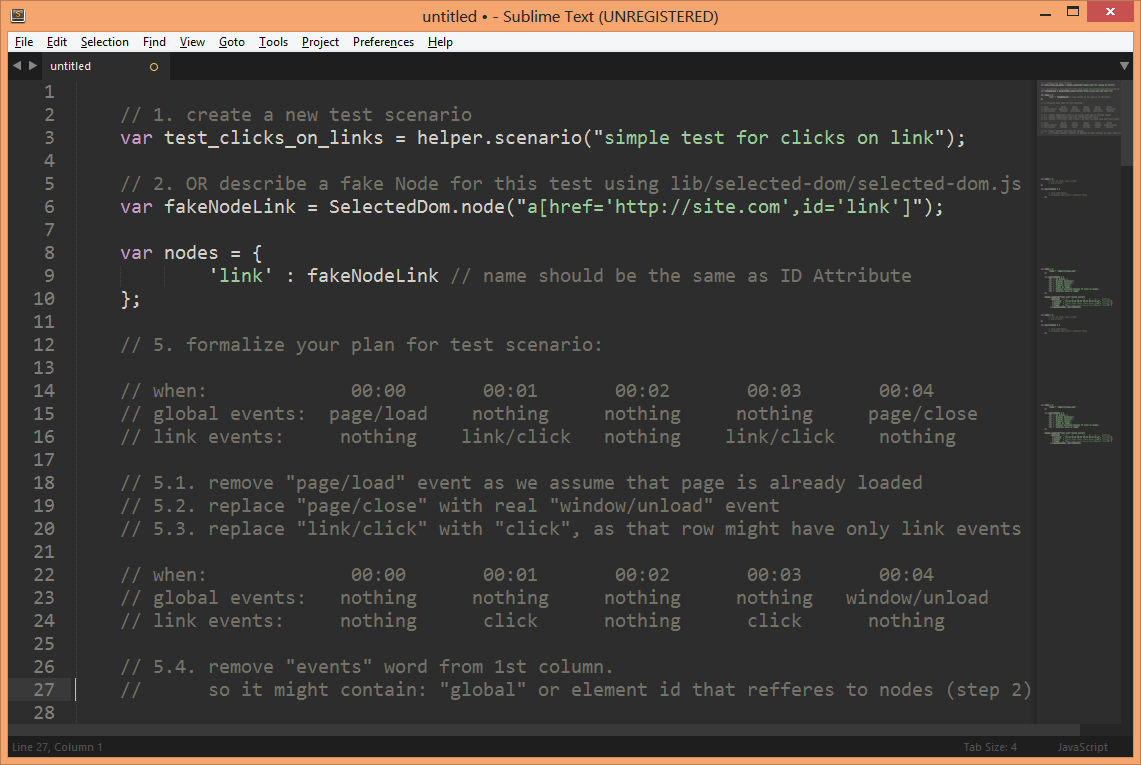 untitled • - Sublime Text (UNREGISTERED)
File Edit Selection Find View Goto Tools Project Preferences Help
untitled
1
2 // 1. create a new test scenario
3 var test_clicks_on_links = helper.scenario("simple test for clicks on link");
4
5 // 2. OR describe a fake Node for this test using lib/selected-dom/selected-dom.js
6 var fakeNodeLink = SelectedDom.node("a[href='http://site.com',id='link']");
7
8 var nodes = {
9 'link' : fakeNodeLink // name should be the same as ID Attribute
10 };
11
12 // 5. formalize your plan for test scenario:
13
14 // when: 00:00 00:01 00:02 00:03 00:04
15 // global events: page/load nothing nothing nothing page/close
16 // link events: nothing link/click nothing link/click nothing
17
18 // 5.1. remove "page/load" event as we assume that page is already loaded
19 // 5.2. replace "page/close" with real "window/unload" event
20 // 5.3. replace "link/click" with "click", as that row might have only link events
21
22 // when: 00:00 00:01 00:02 00:03 00:04
23 // global events: nothing nothing nothing nothing window/unload
24 // link events: nothing click nothing click nothing
25
26 // 5.4. remove "events" word from 1st column.
27 // so it might contain: "global" or element id that refferes to nodes (step 2)
28
Line 27, Column 1 Tab Size: 4 JavaScript